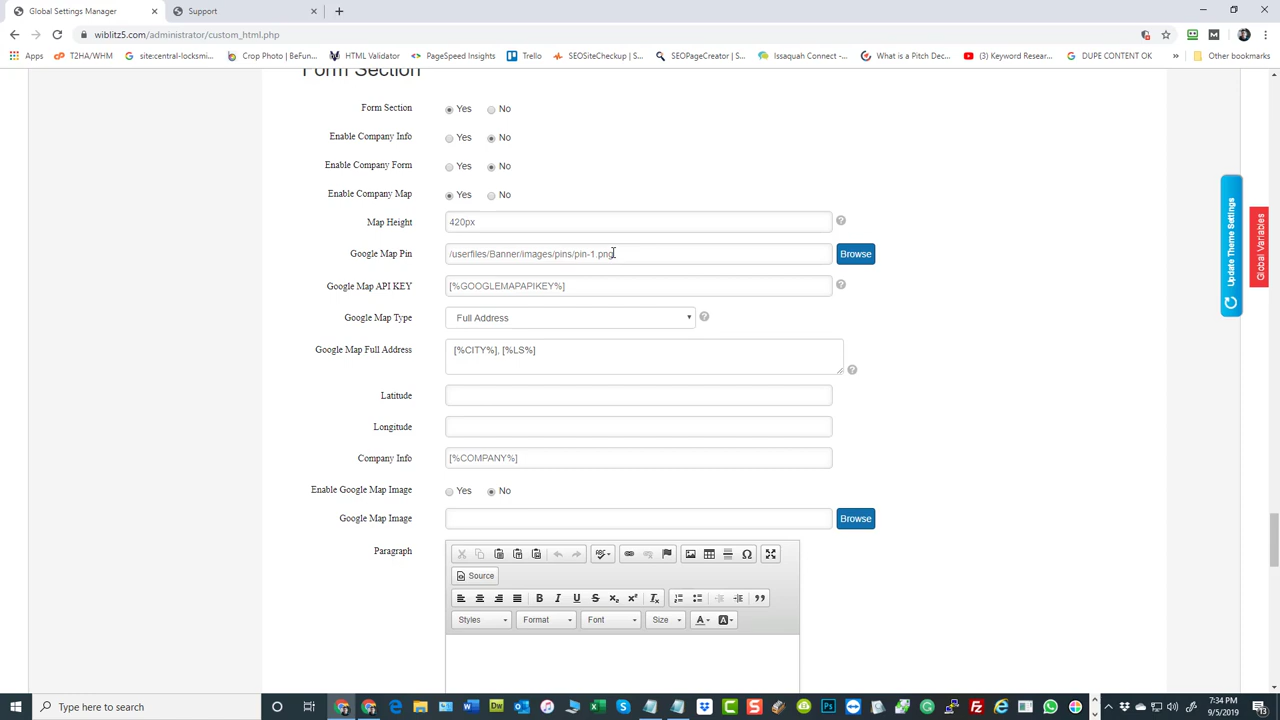 Global Settings Manager
Support
wiblitz5.com/administrator/custom_html.php
Apps
T2HA/WHM
site:central-locksmi...
Crop Photo | BeFun...
HTML Validator
PageSpeed Insights
Trello
SEOSiteCheckup | S...
SEOPageCreator | S...
Issaquah Connect -...
What is a Pitch Dec...
(3) Keyword Resear...
DUPE CONTENT OK
»
Other bookmarks
Form Section
Form Section Yes No
Enable Company Info Yes No
Enable Company Form Yes No
Enable Company Map Yes No
Map Height 420px
Google Map Pin /userfiles/Banner/images/pins/pin-1.png Browse
Google Map API KEY [%GOOGLEMAPAPIKEY%]
Google Map Type Full Address
Google Map Full Address [%CITY%], [%LS%]
Latitude
Longitude
Company Info [%COMPANY%]
Enable Google Map Image Yes No
Google Map Image Browse
Paragraph
Source
Styles Format Font Size
Update Theme Settings
Global Variables
Type here to search
7:34 PM
9/5/2019